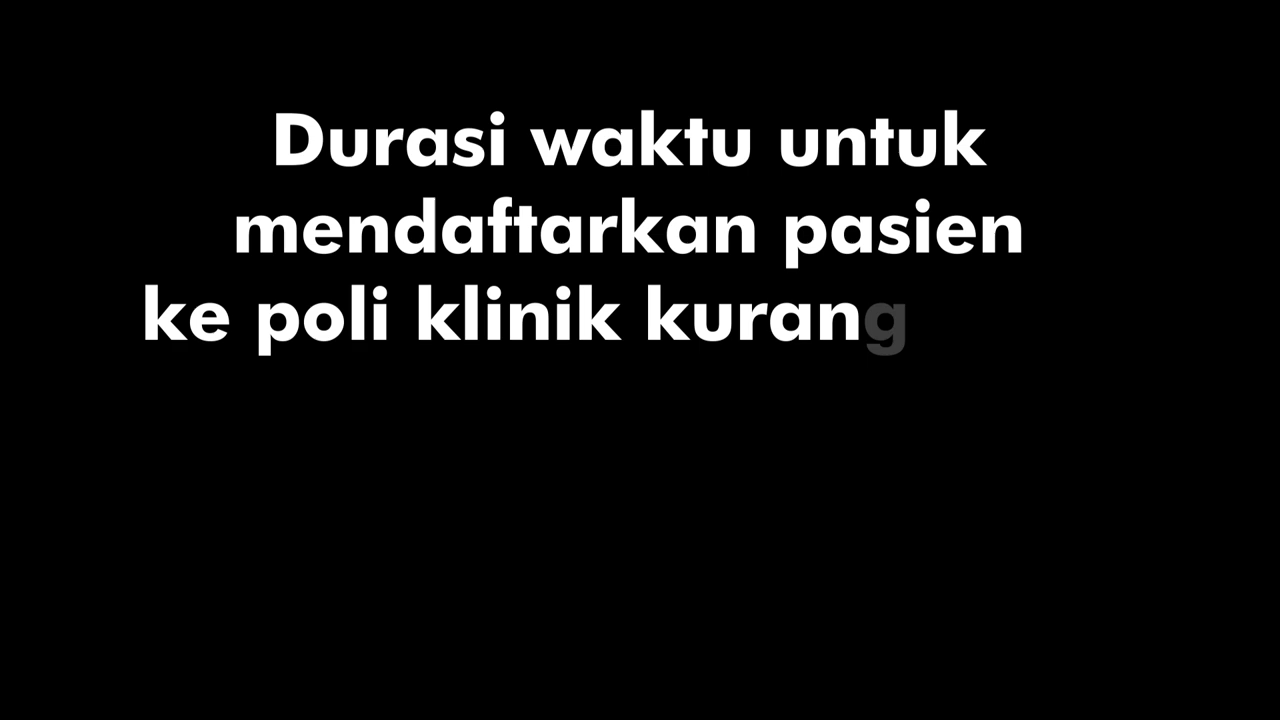 Durasi waktu untuk
mendaftarkan pasien
ke poli klinik kurang